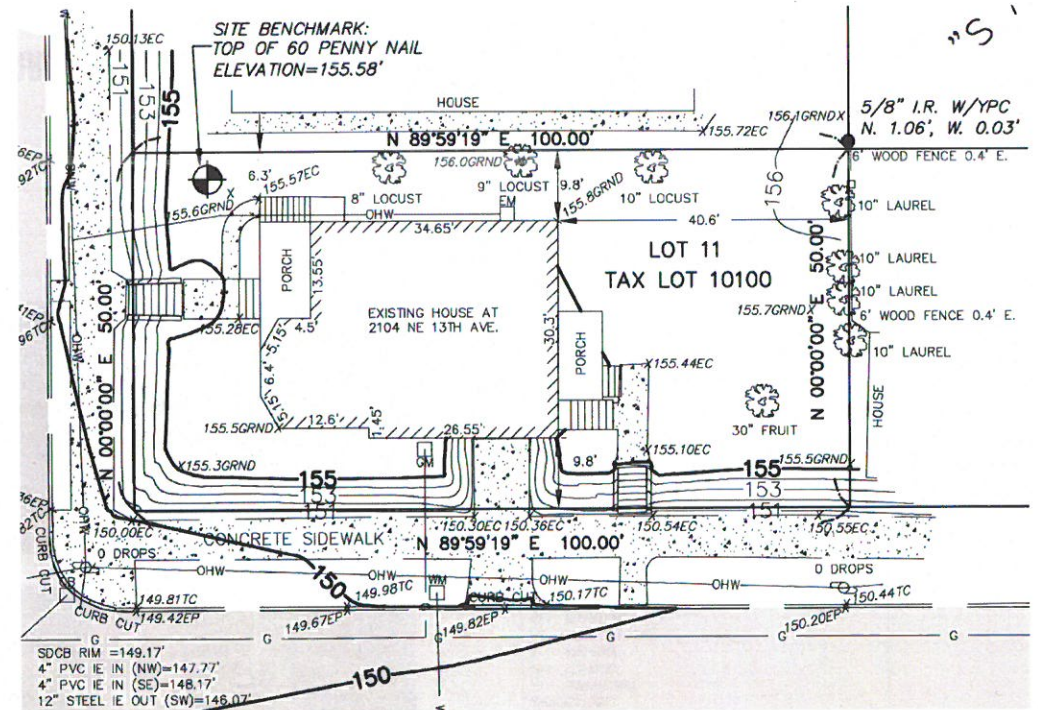 "S
SITE BENCHMARK:
TOP OF 60 PENNY NAIL
ELEVATION=155.58'
150.13EC
151
153
155
HOUSE
5/8" I.R. W/YPC
N. 1.06', W. 0.03'
156.1GRND
N 89°59'19" E 100.00'
155.72EC
6' WOOD FENCE 0.4' E.
6EP
92TC
156.0GRND
6.3'
155.57EC
8" LOCUST
9" LOCUST
9.8'
155.8GRND
10" LOCUST
156
10" LAUREL
155.6GRND
OHW
EM
34.65'
40.6'
LOT 11
TAX LOT 10100
N 00°00'00" E 50.00'
10" LAUREL
PORCH
13.55'
EXISTING HOUSE AT
2104 NE 13TH AVE.
30.3'
155.7GRND
10" LAUREL
6' WOOD FENCE 0.4' E.
1EP
96TC
155.28EC
4.5'
5.15'
6.4'
5.15'
PORCH
155.44EC
10" LAUREL
HOUSE
N 00°00'00" E 50.00'
OHW
155.5GRND
12.6'
1.45'
26.55'
30" FRUIT
GM
9.8'
155.10EC
155.3GRND
155
153
151
155
155.5GRND
153
151
6EP
02TC
150.00EC
150.30EC
150.36EC
150.54EC
150.55EC
CONCRETE SIDEWALK
N 89°59'19" E 100.00'
OHW
CURB CUT
0 DROPS
OHW
OHW
WM
OHW
OHW
0 DROPS
150
149.98TC
CURB CUT
150.17TC
150.44TC
149.81TC
149.42EP
CURB CUT
149.67EP
149.82EP
150.20EP
G G G G G G
SDCB RIM =149.17'
4" PVC IE IN (NW)=147.77'
4" PVC IE IN (SE)=148.17'
12" STEEL IE OUT (SW)=146.07'
150